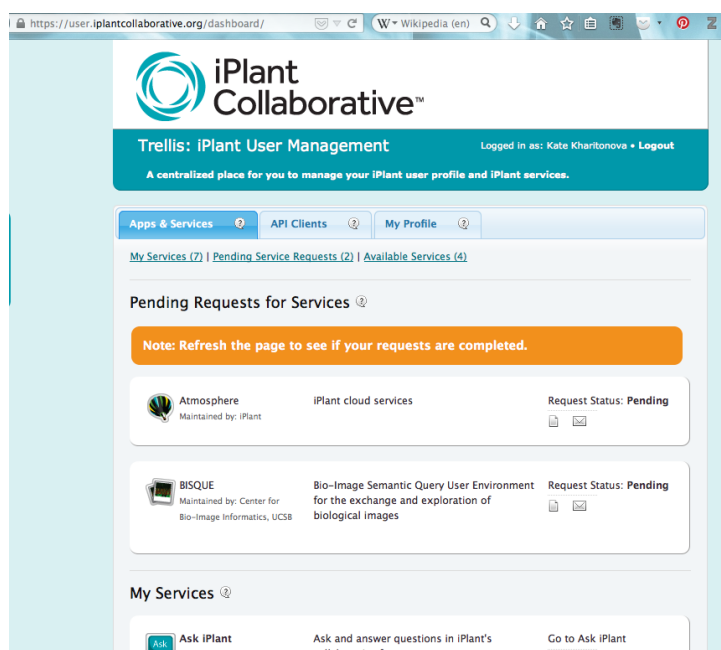 https://user.iplantcollaborative.org/dashboard/
W Wikipedia (en)
iPlant
Collaborative™
Trellis: iPlant User Management
Logged in as: Kate Kharitonova • Logout
A centralized place for you to manage your iPlant user profile and iPlant services.
Apps & Services ? API Clients ? My Profile ?
My Services (7) | Pending Service Requests (2) | Available Services (4)
Pending Requests for Services ?
Note: Refresh the page to see if your requests are completed.
Atmosphere
Maintained by: iPlant
iPlant cloud services
Request Status: Pending
BISQUE
Maintained by: Center for
Bio-Image Informatics, UCSB
Bio-Image Semantic Query User Environment
for the exchange and exploration of
biological images
Request Status: Pending
My Services ?
Ask
Ask iPlant
Ask and answer questions in iPlant's
Go to Ask iPlant